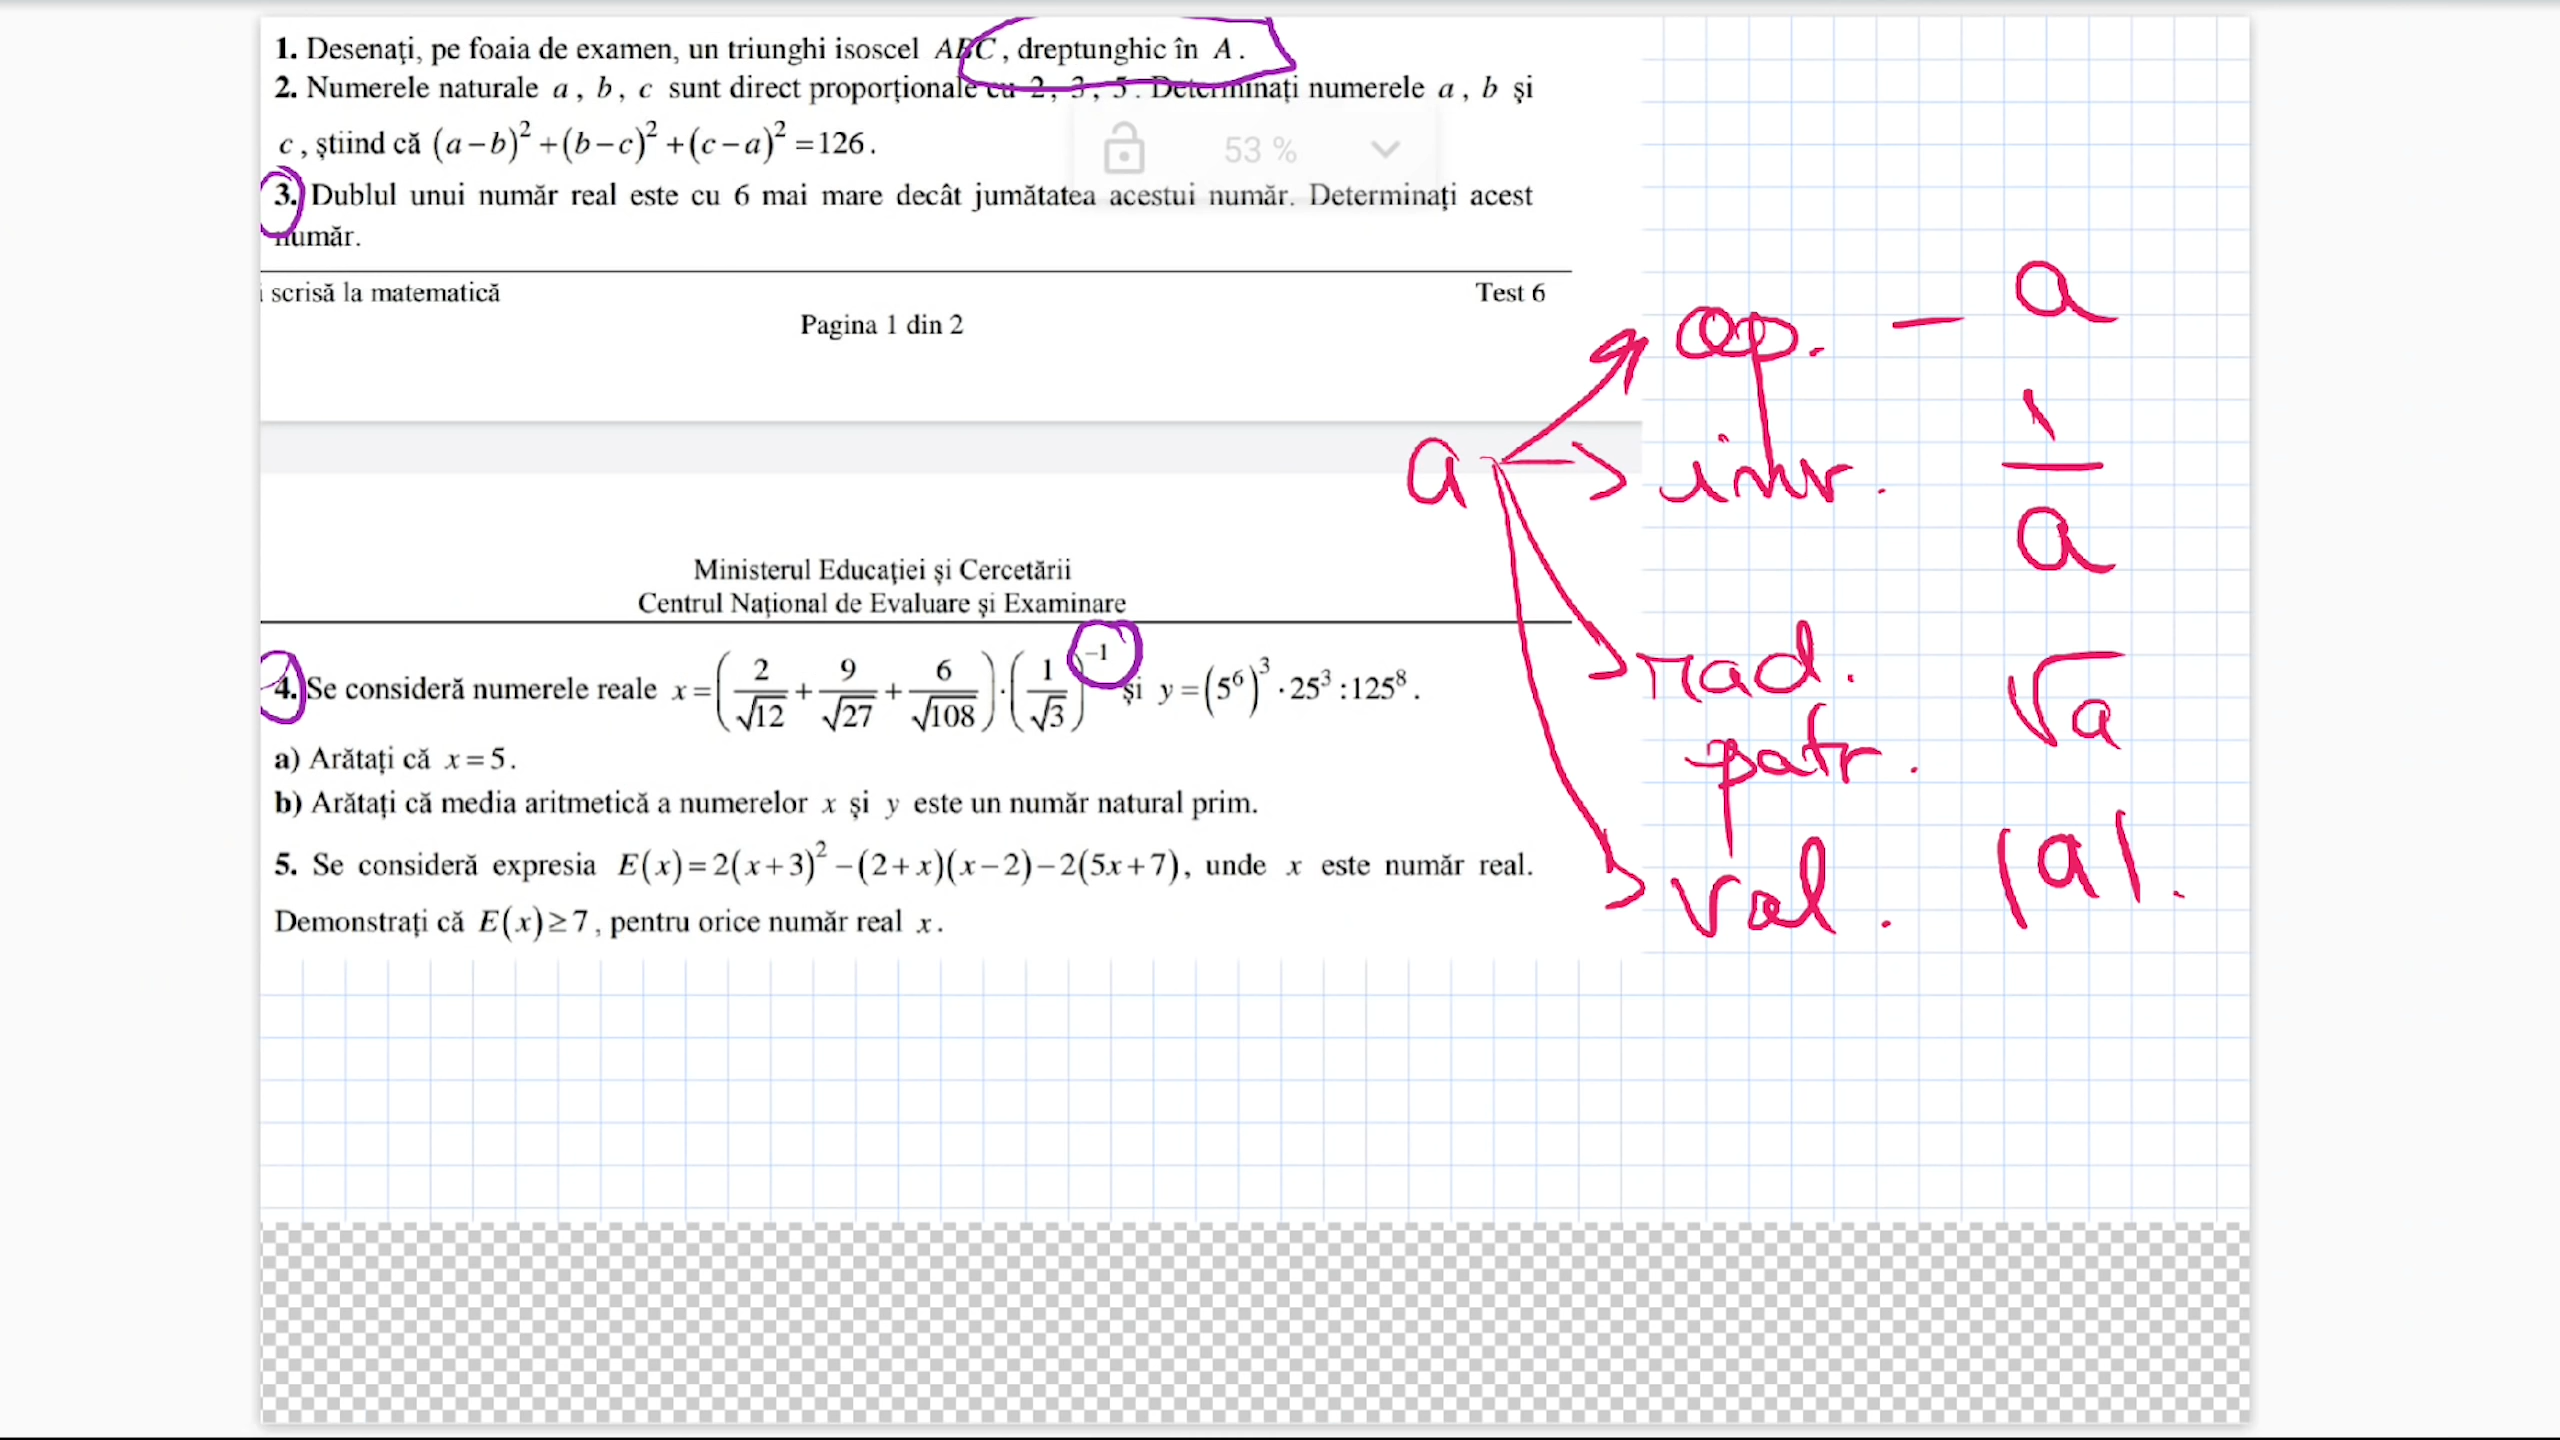 1. Desenați, pe foaia de examen, un triunghi isoscel ABC, dreptunghic în A.
2. Numerele naturale a, b, c sunt direct proporționale cu 2, 3, 5. Determinați numerele a, b și
c, știind că (a−b)² + (b−c)² + (c−a)² = 126.
53 %
3. Dublul unui număr real este cu 6 mai mare decât jumătatea acestui număr. Determinați acest
număr.
i scrisă la matematică Test 6
Pagina 1 din 2
a
op. − a
inv. 1/a
rad. patr. √a
val. |a|.
Ministerul Educației și Cercetării
Centrul Național de Evaluare și Examinare
4. Se consideră numerele reale x = (2/√12 + 9/√27 + 6/√108) · (1/√3)⁻¹ și y = (5⁶)³ · 25³ : 125⁸.
a) Arătați că x = 5.
b) Arătați că media aritmetică a numerelor x și y este un număr natural prim.
5. Se consideră expresia E(x) = 2(x+3)² − (2+x)(x−2) − 2(5x+7), unde x este număr real.
Demonstrați că E(x) ≥ 7, pentru orice număr real x.